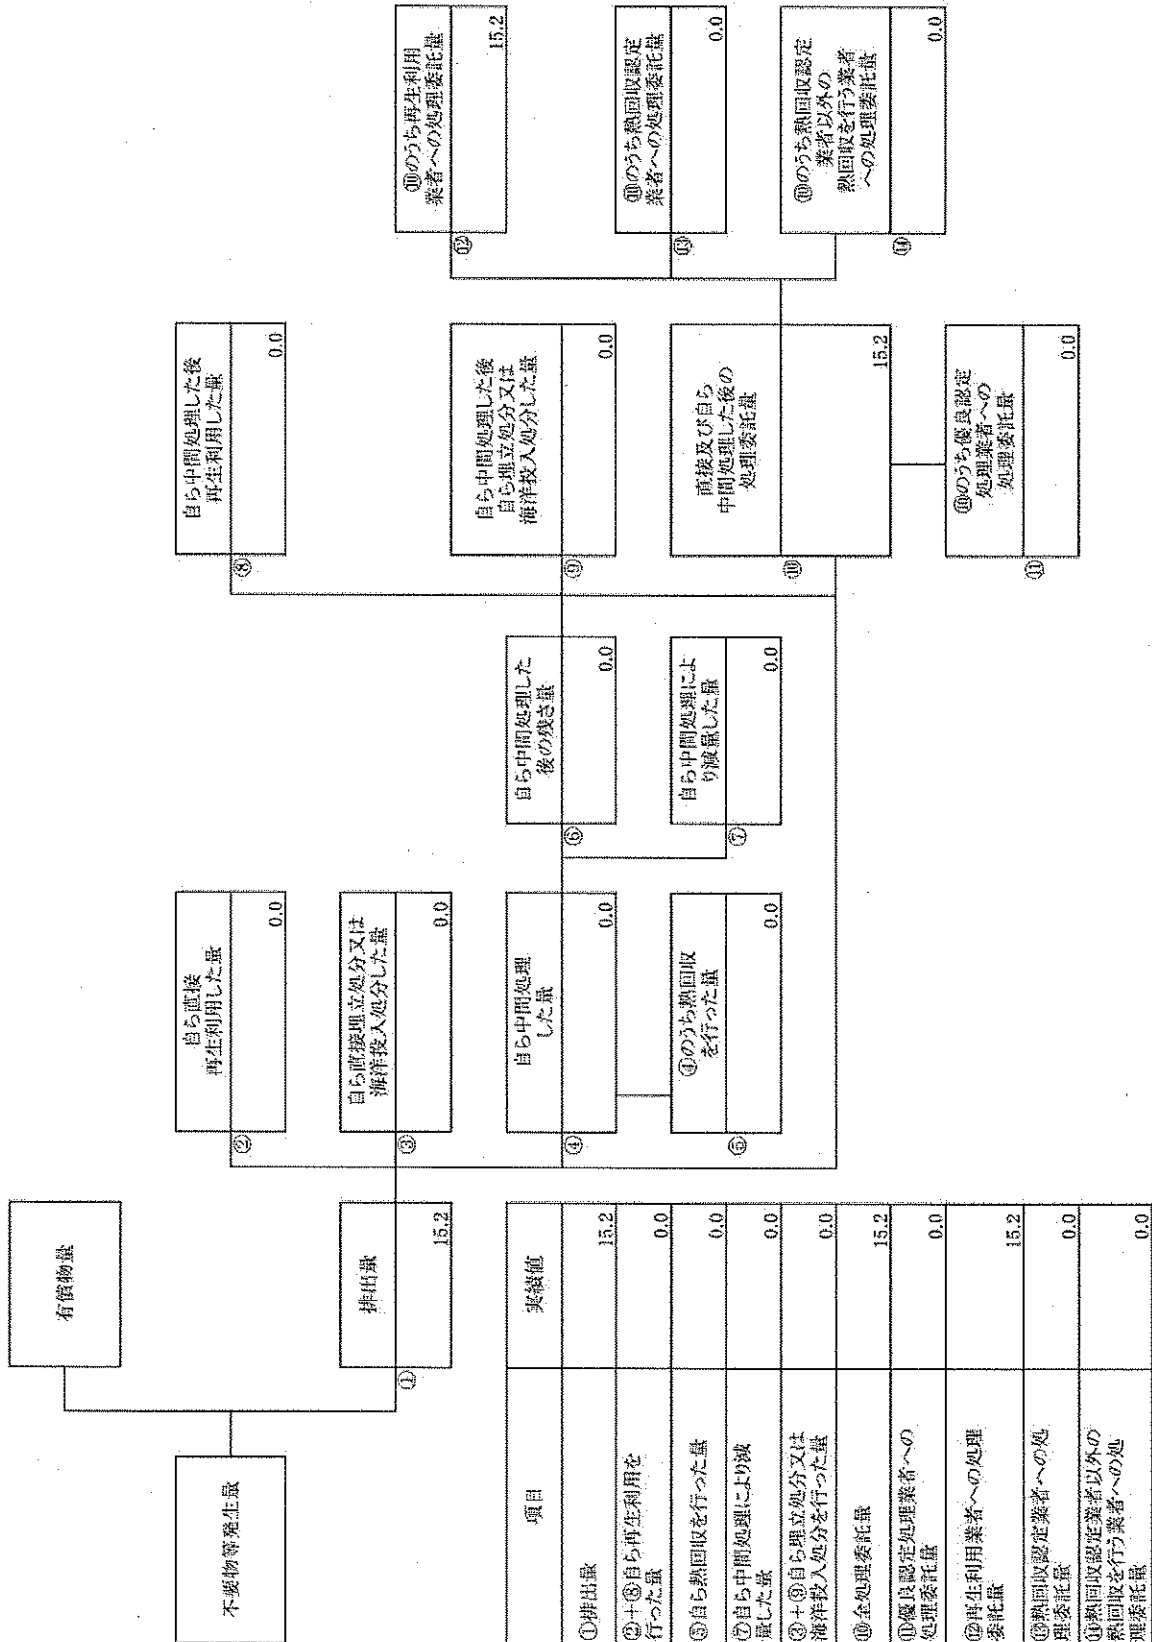 不要物等発生量
有償物量
排出量
①
15.2
自ら直接
再生利用した量
②
0.0
自ら直接埋立処分又は
海洋投入処分した量
③
0.0
自ら中間処理
した量
④
0.0
④のうち熱回収
を行った量
⑤
0.0
自ら中間処理した
後の残さ量
⑥
0.0
自ら中間処理によ
り減量した量
⑦
0.0
自ら中間処理した後
再生利用した量
⑧
0.0
自ら中間処理した後
自ら埋立処分又は
海洋投入処分した量
⑨
0.0
直接及び自ら
中間処理した後の
処理委託量
⑩
15.2
⑩のうち優良認定
処理業者への
処理委託量
⑪
0.0
⑩のうち再生利用
業者への処理委託量
⑫
15.2
⑩のうち熱回収認定
業者への処理委託量
⑬
0.0
⑩のうち熱回収認定
業者以外の
熱回収を行う業者
への処理委託量
⑭
0.0
項目 実績値
①排出量 15.2
②+⑧自ら再生利用を
行った量 0.0
⑤自ら熱回収を行った量 0.0
⑦自ら中間処理により減
量した量 0.0
③+⑨自ら埋立処分又は
海洋投入処分を行った量 0.0
⑩全処理委託量 15.2
⑪優良認定処理業者への
処理委託量 0.0
⑫再生利用業者への処理
委託量 15.2
⑬熱回収認定業者への処
理委託量 0.0
⑭熱回収認定業者以外の
熱回収を行う業者への処
理委託量 0.0